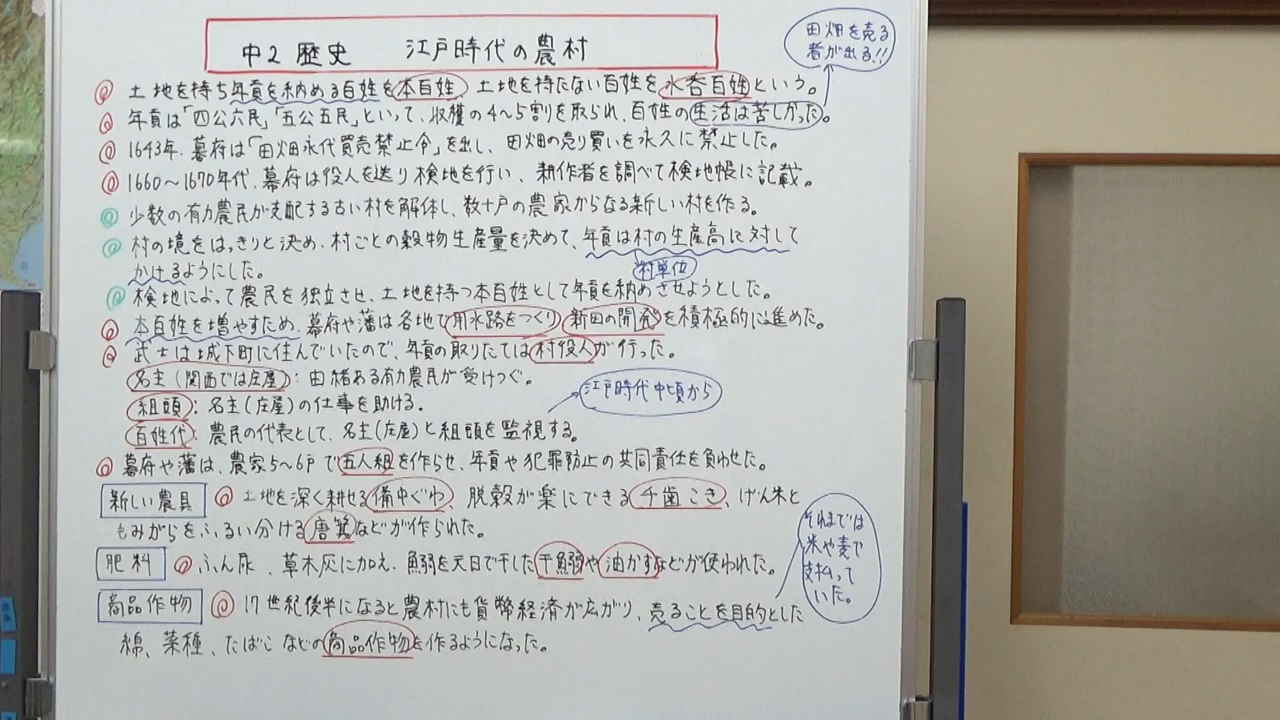 中2 歴史 江戸時代の農村
田畑を売る
者が出る!!
◎ 土地を持ち年貢を納める百姓を本百姓 土地を持たない百姓を水呑百姓という。
◎ 年貢は「四公六民」「五公五民」といって、収穫の4〜5割を取られ、百姓の生活は苦しかった。
◎ 1643年、幕府は「田畑永代買売禁止令」を出し、田畑の売り買いを永久に禁止した。
◎ 1660〜1670年代、幕府は役人を送り検地を行い、耕作者を調べて検地帳に記載。
◎ 少数の有力農民が支配する古い村を解体し、数十戸の農家からなる新しい村を作る。
◎ 村の境をはっきりと決め、村ごとの穀物生産量を決めて、年貢は村の生産高に対して
かけるようにした。
村単位
◎ 検地によって農民を独立させ、土地を持つ本百姓として年貢を納めさせようとした。
◎ 本百姓を増やすため、幕府や藩は各地で用水路をつくり 新田の開発を積極的に進めた。
◎ 武士は城下町に住んでいたので、年貢の取りたては村役人が行った。
名主(関西では庄屋): 由緒ある有力農民が受けつぐ。
江戸時代中頃から
組頭: 名主(庄屋)の仕事を助ける。
百姓代: 農民の代表として、名主(庄屋)と組頭を監視する。
◎ 幕府や藩は、農家5〜6戸で五人組を作らせ、年貢や犯罪防止の共同責任を負わせた。
新しい農具 ◎ 土地を深く耕せる備中ぐわ、脱穀が楽にできる千歯こき、げん米と
もみがらをふるい分ける唐箕などが作られた。
それまでは
米や麦で
支払って
いた。
肥料 ◎ ふん尿、草木灰に加え、魚鰯を天日で干した干鰯や油かすなどが使われた。
商品作物 ◎ 17世紀後半になると農村にも貨幣経済が広がり、売ることを目的とした
綿、菜種、たばこなどの商品作物を作るようになった。